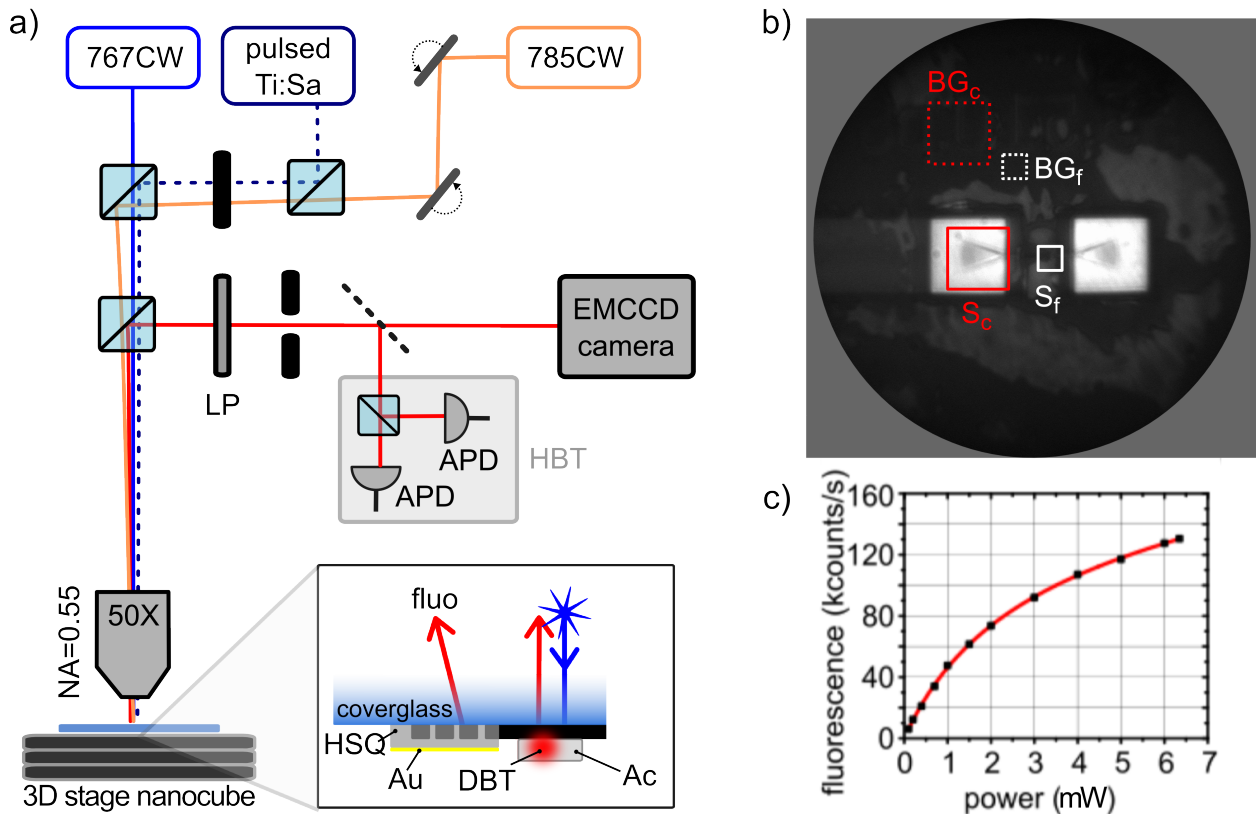 a)
767CW
pulsed
Ti:Sa
785CW
LP
EMCCD
camera
APD
HBT
APD
NA=0.55
50X
3D stage nanocube
fluo
coverglass
HSQ
Au
DBT
Ac
b)
BGc
BGf
Sc
Sf
c)
fluorescence (kcounts/s)
160
120
80
40
0
0 1 2 3 4 5 6 7
power (mW)